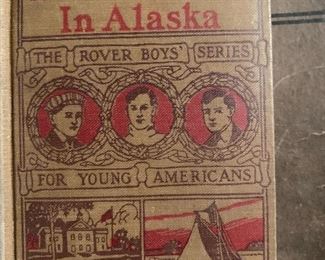 In Alaska
THE ROVER BOYS' SERIES
FOR YOUNG AMERICANS